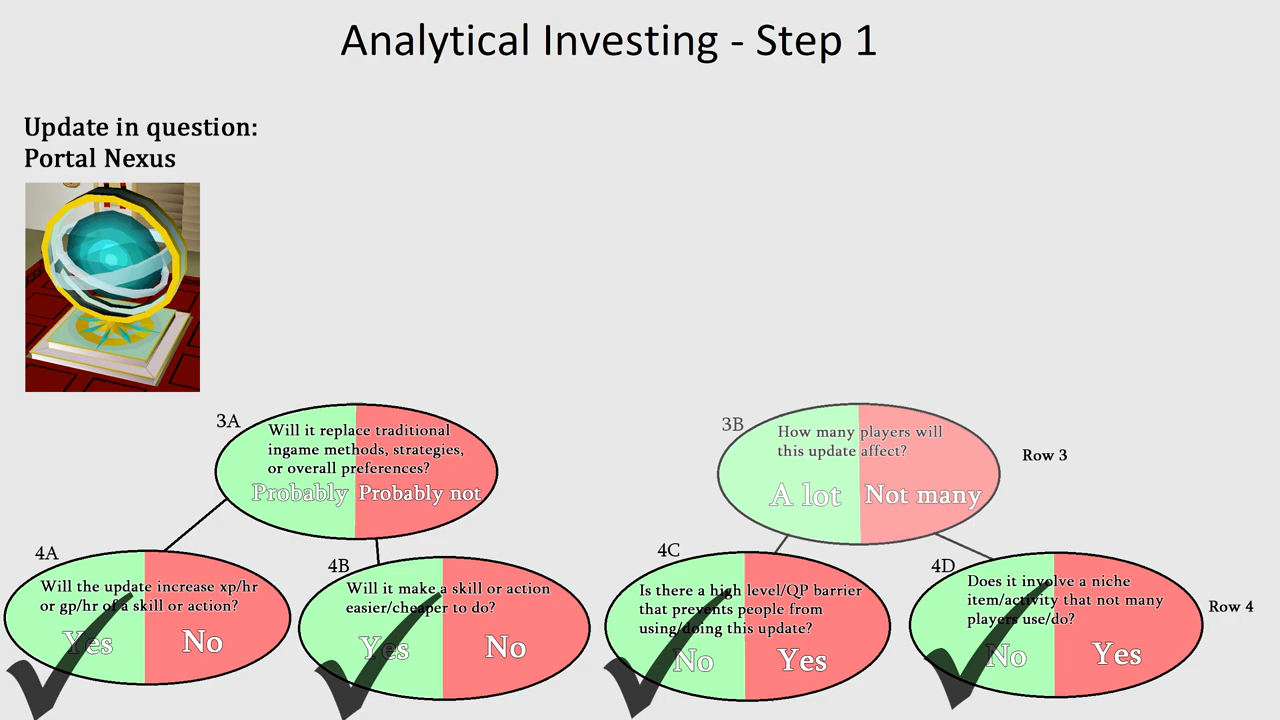 Analytical Investing - Step 1
Update in question:
Portal Nexus
3A
Will it replace traditional
ingame methods, strategies,
or overall preferences?
Probably Probably not
3B
How many players will
this update affect?
A lot Not many
Row 3
4A
Will the update increase xp/hr
or gp/hr of a skill or action?
Yes No
4B
Will it make a skill or action
easier/cheaper to do?
Yes No
4C
Is there a high level/QP barrier
that prevents people from
using/doing this update?
No Yes
4D
Does it involve a niche
item/activity that not many
players use/do?
No Yes
Row 4